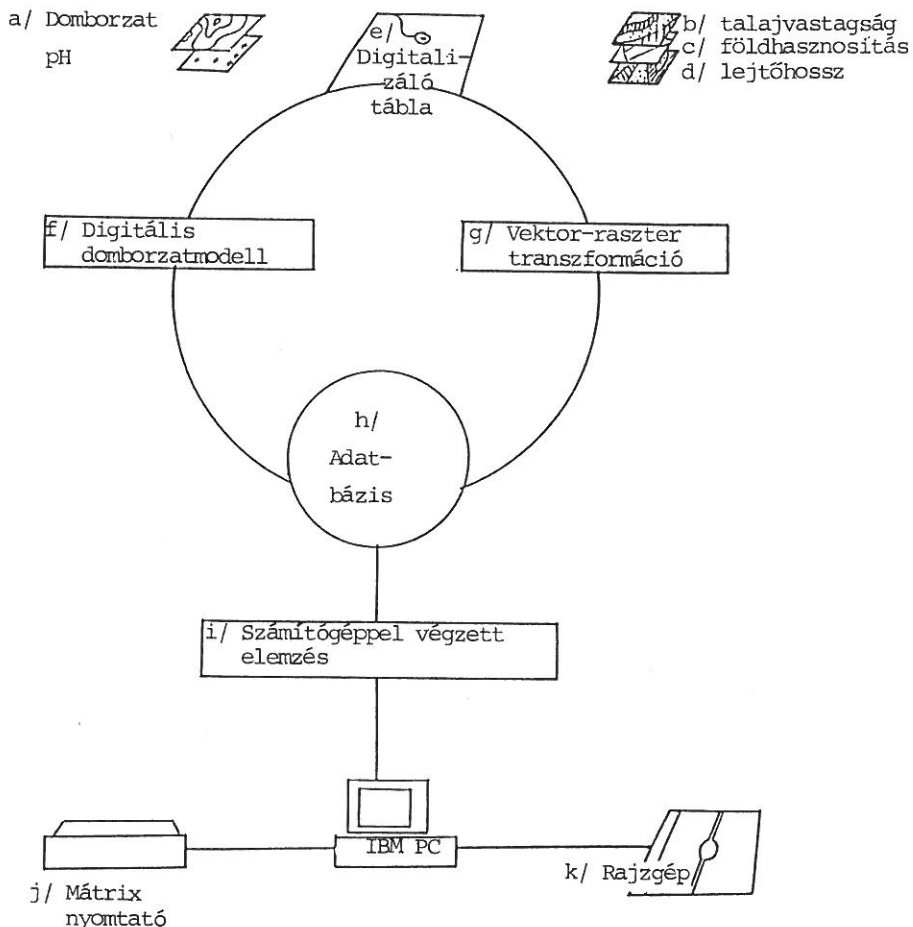 a/ Domborzat
pH
e/
Digitali-
záló
tábla
b/ talajvastagság
c/ földhasznosítás
d/ lejtőhossz
f/ Digitális
domborzatmodell
g/ Vektor-raszter
transzformáció
h/
Adat-
bázis
i/ Számítógéppel végzett
elemzés
IBM PC
j/ Mátrix
nyomtató
k/ Rajzgép